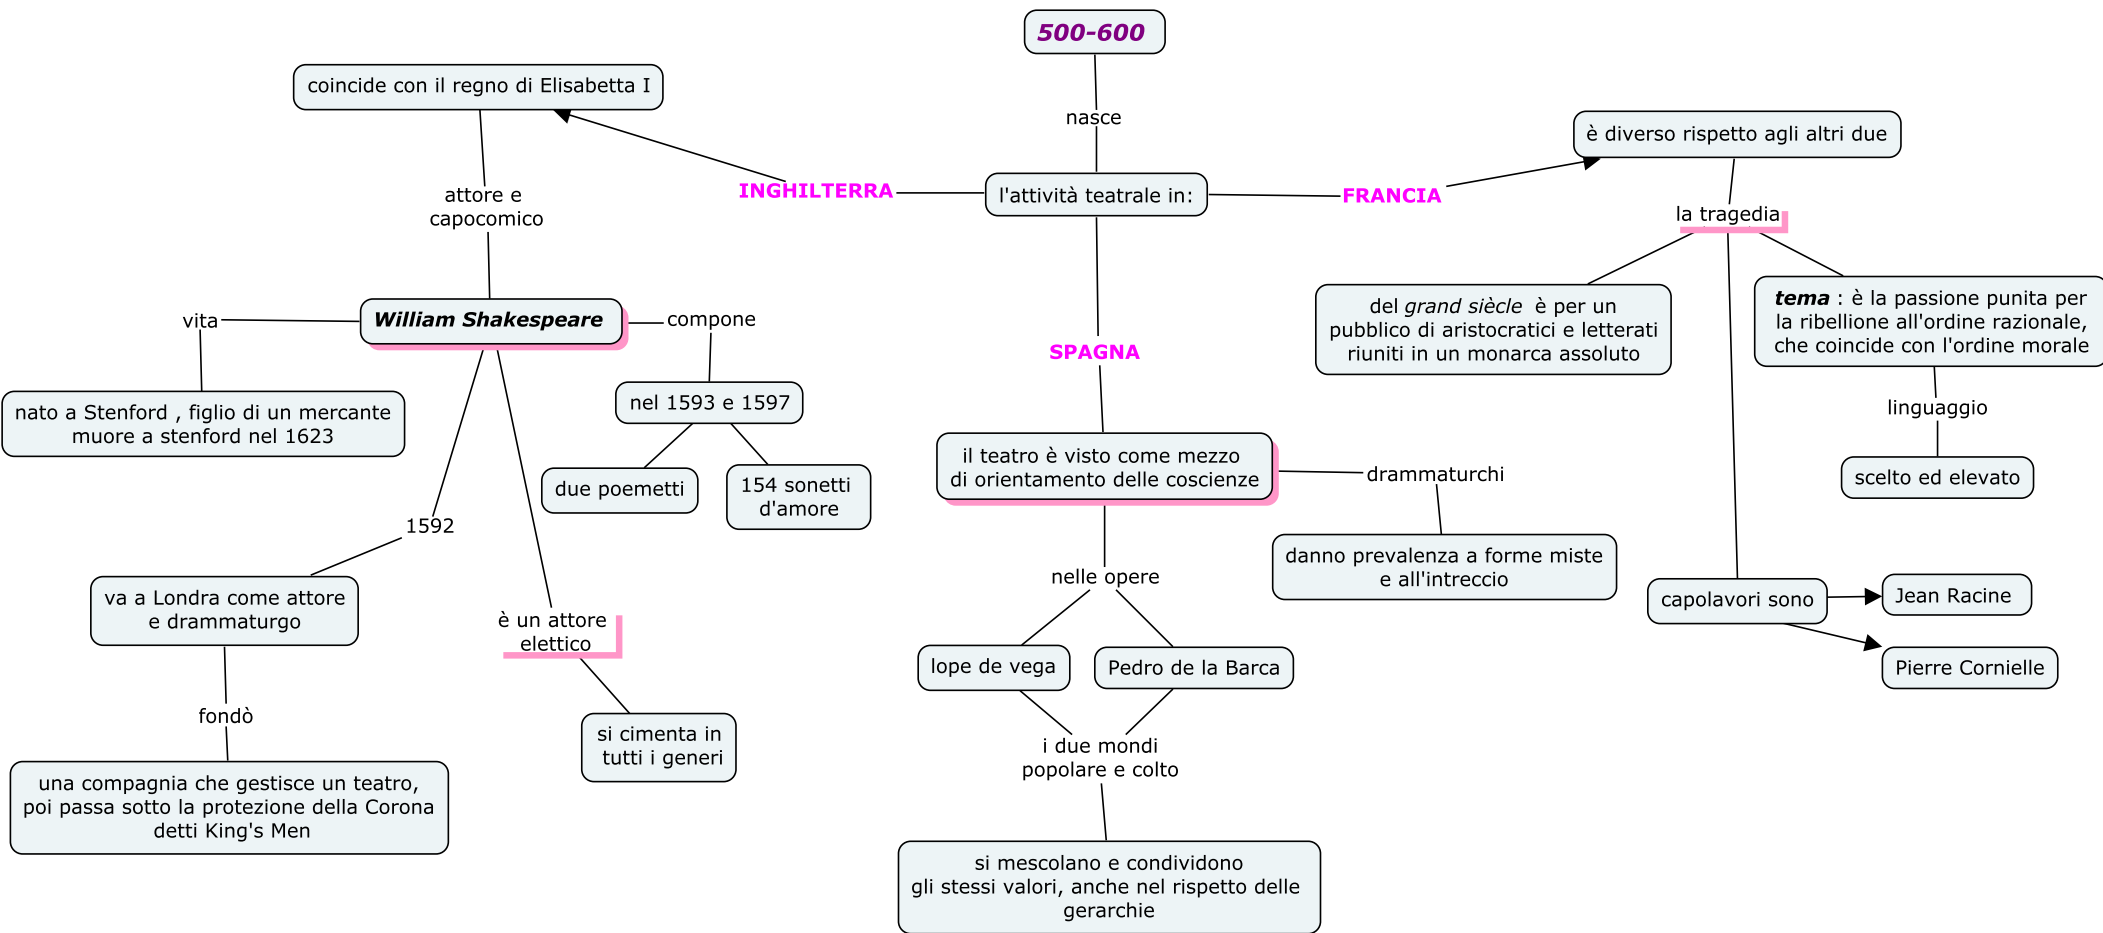 500-600
nasce
l'attività teatrale in:
INGHILTERRA
coincide con il regno di Elisabetta I
attore e
capocomico
William Shakespeare
vita
nato a Stenford , figlio di un mercante
muore a stenford nel 1623
compone
nel 1593 e 1597
due poemetti
154 sonetti
d'amore
1592
va a Londra come attore
e drammaturgo
fondò
una compagnia che gestisce un teatro,
poi passa sotto la protezione della Corona
detti King's Men
è un attore
elettico
si cimenta in
tutti i generi
SPAGNA
il teatro è visto come mezzo
di orientamento delle coscienze
drammaturchi
danno prevalenza a forme miste
e all'intreccio
nelle opere
lope de vega
Pedro de la Barca
i due mondi
popolare e colto
si mescolano e condividono
gli stessi valori, anche nel rispetto delle
gerarchie
FRANCIA
è diverso rispetto agli altri due
la tragedia
del grand siècle è per un
pubblico di aristocratici e letterati
riuniti in un monarca assoluto
tema : è la passione punita per
la ribellione all'ordine razionale,
che coincide con l'ordine morale
linguaggio
scelto ed elevato
capolavori sono
Jean Racine
Pierre Cornielle